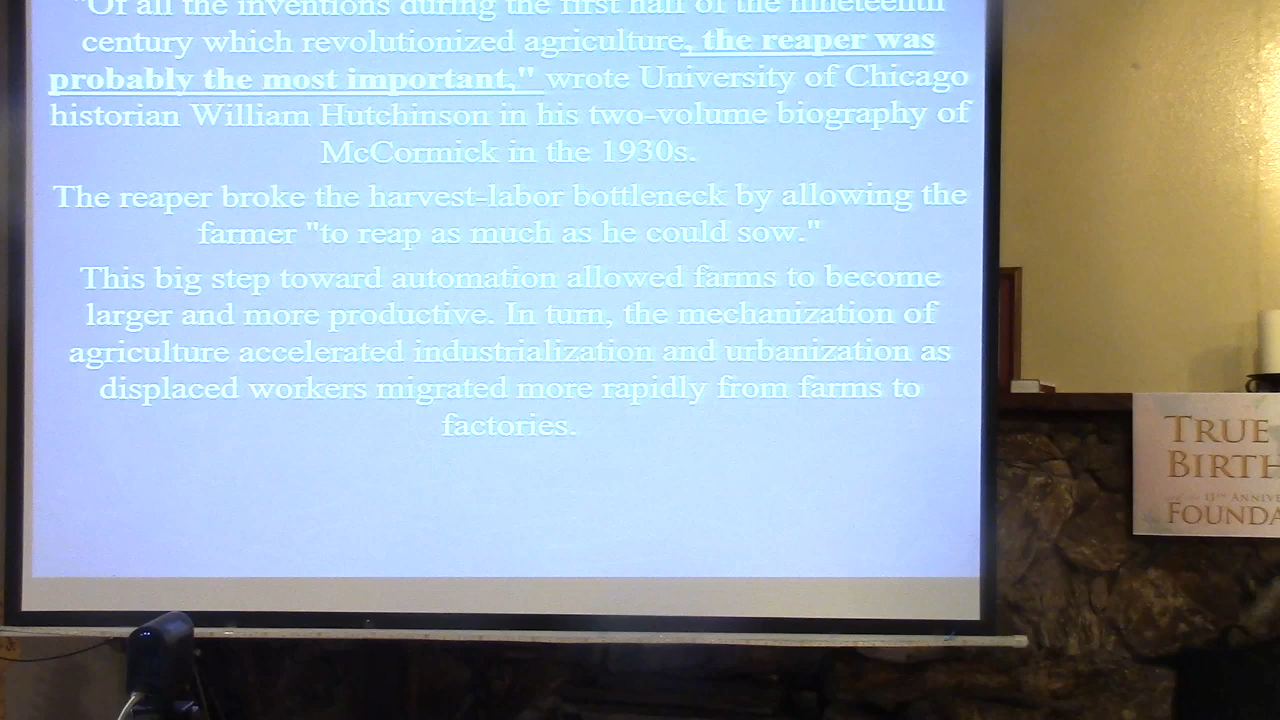 "Of all the inventions during the first half of the nineteenth
century which revolutionized agriculture, the reaper was
probably the most important," wrote University of Chicago
historian William Hutchinson in his two-volume biography of
McCormick in the 1930s.
The reaper broke the harvest-labor bottleneck by allowing the
farmer "to reap as much as he could sow."
This big step toward automation allowed farms to become
larger and more productive. In turn, the mechanization of
agriculture accelerated industrialization and urbanization as
displaced workers migrated more rapidly from farms to
factories.
TRUE
BIRTH
11TH ANNIVE
FOUNDA